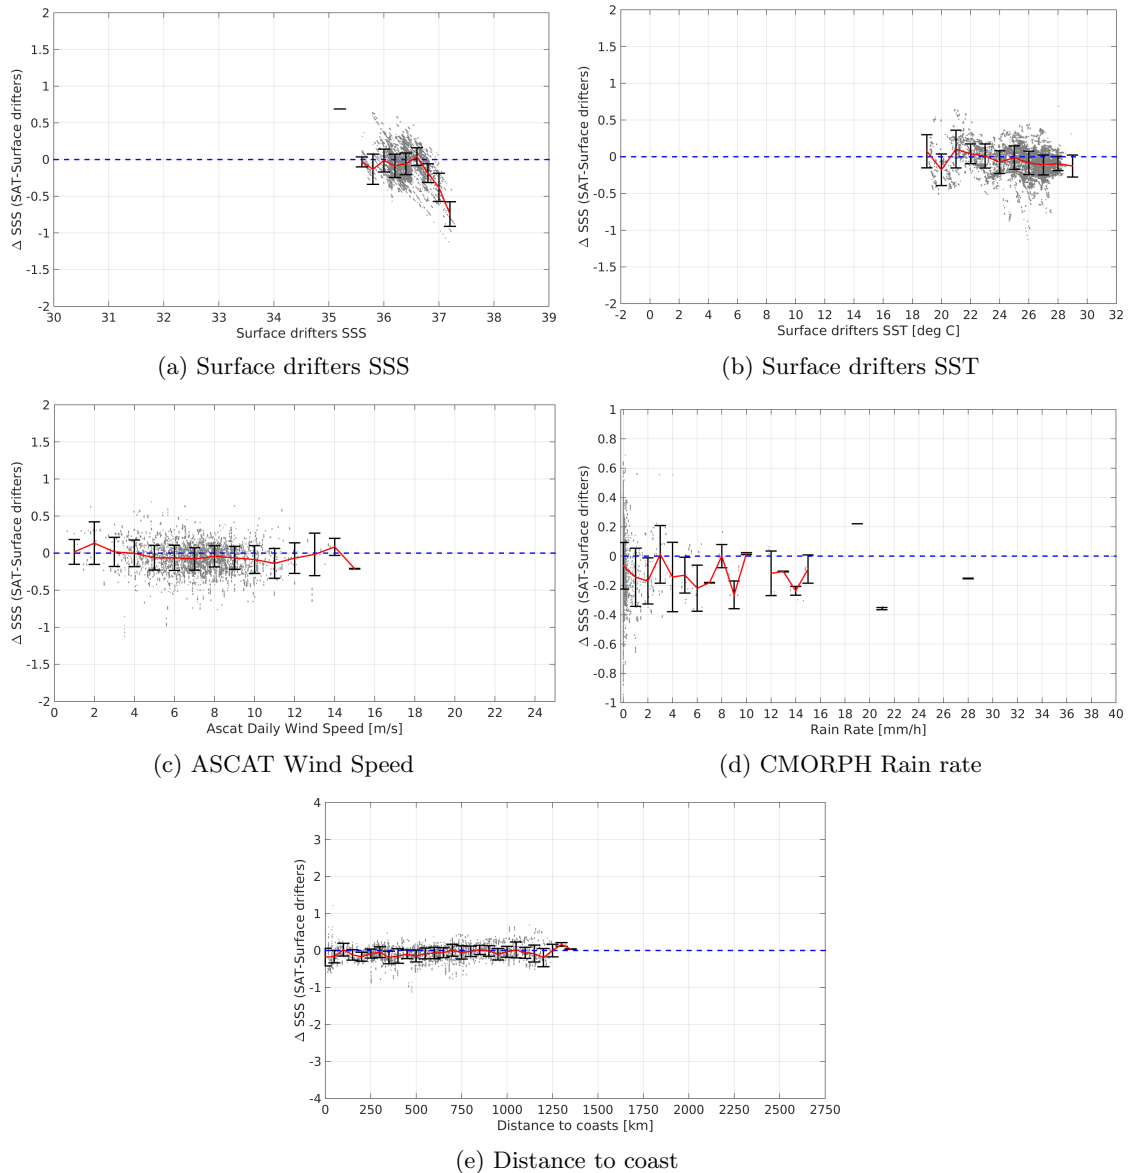 2
1.5
1
0.5
0
-0.5
-1
-1.5
-2
Δ SSS (SAT-Surface drifters)
30 31 32 33 34 35 36 37 38 39
Surface drifters SSS
(a) Surface drifters SSS
2
1.5
1
0.5
0
-0.5
-1
-1.5
-2
Δ SSS (SAT-Surface drifters)
-2 0 2 4 6 8 10 12 14 16 18 20 22 24 26 28 30 32
Surface drifters SST [deg C]
(b) Surface drifters SST
2
1.5
1
0.5
0
-0.5
-1
-1.5
-2
Δ SSS (SAT-Surface drifters)
0 2 4 6 8 10 12 14 16 18 20 22 24
Ascat Daily Wind Speed [m/s]
(c) ASCAT Wind Speed
1
0.8
0.6
0.4
0.2
0
-0.2
-0.4
-0.6
-0.8
-1
Δ SSS (SAT-Surface drifters)
0 2 4 6 8 10 12 14 16 18 20 22 24 26 28 30 32 34 36 38 40
Rain Rate [mm/h]
(d) CMORPH Rain rate
4
3
2
1
0
-1
-2
-3
-4
Δ SSS (SAT-Surface drifters)
0 250 500 750 1000 1250 1500 1750 2000 2250 2500 2750
Distance to coasts [km]
(e) Distance to coast